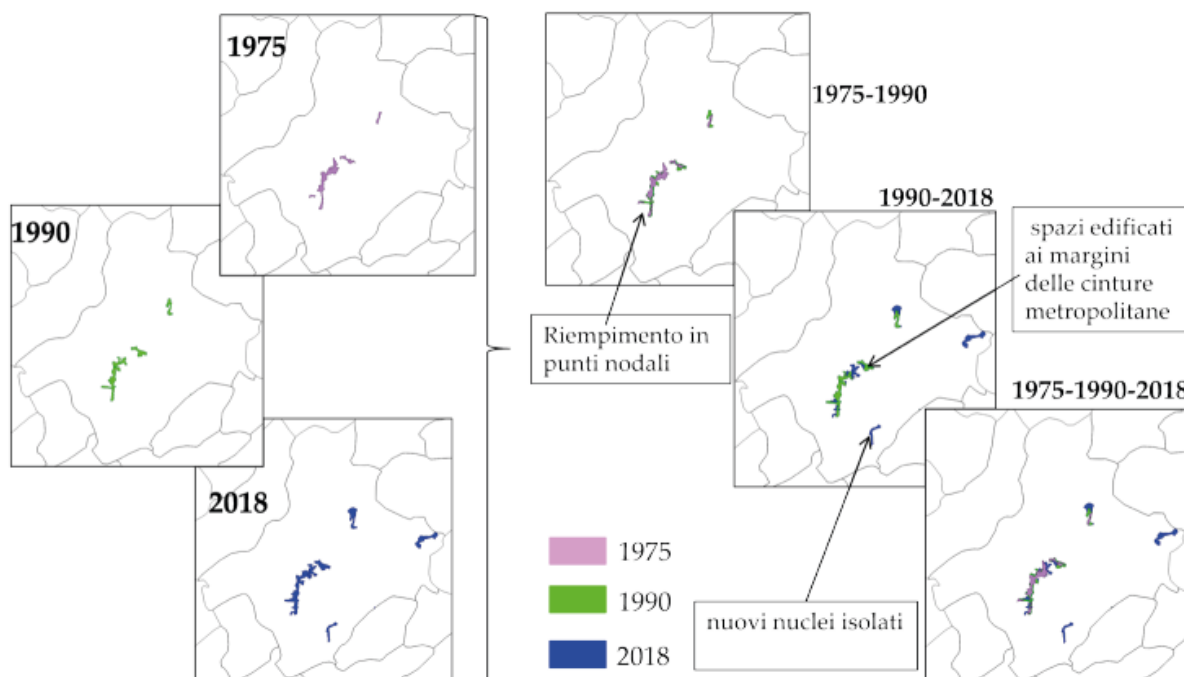 1975
1990
2018
1975-1990
1990-2018
1975-1990-2018
Riempimento in
punti nodali
spazi edificati
ai margini
delle cinture
metropolitane
nuovi nuclei isolati
1975
1990
2018